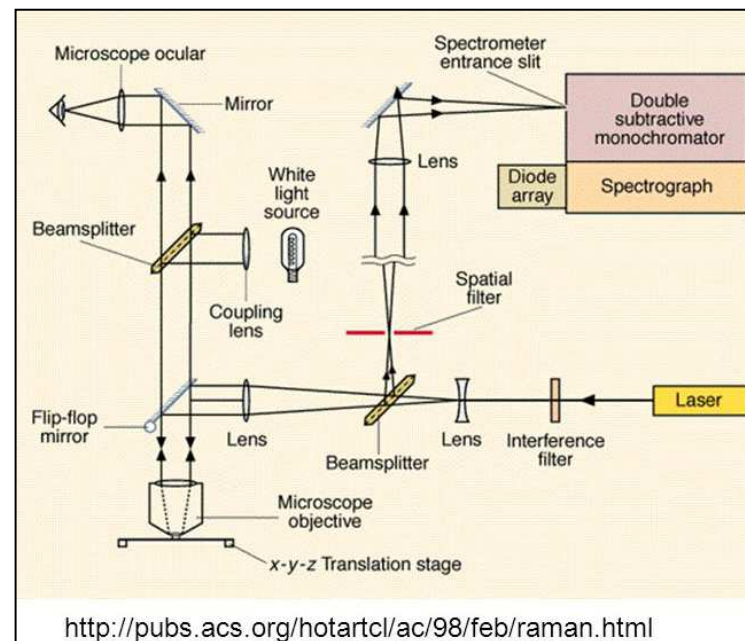 Microscope ocular
Mirror
Spectrometer
entrance slit
Double
subtractive
monochromator
Diode
array
Spectrograph
Lens
White
light
source
Beamsplitter
Coupling
lens
Spatial
filter
Flip-flop
mirror
Lens
Beamsplitter
Lens
Interference
filter
Laser
Microscope
objective
x-y-z Translation stage
http://pubs.acs.org/hotartcl/ac/98/feb/raman.html